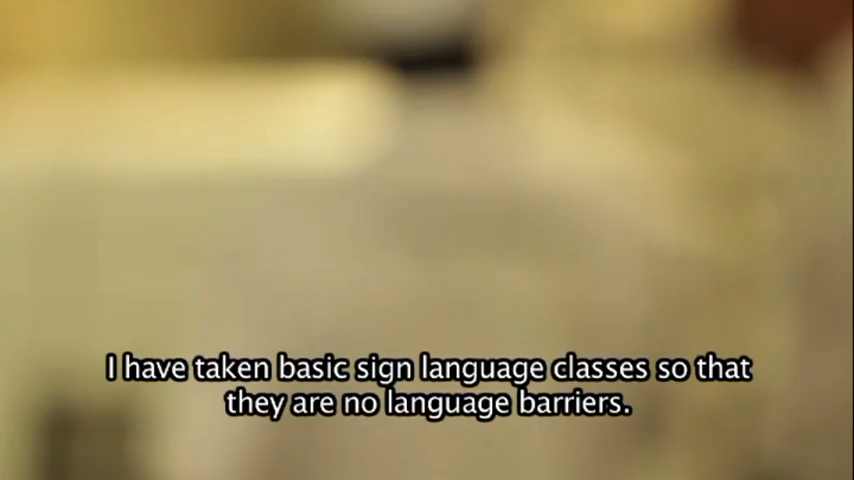 I have taken basic sign language classes so that
they are no language barriers.